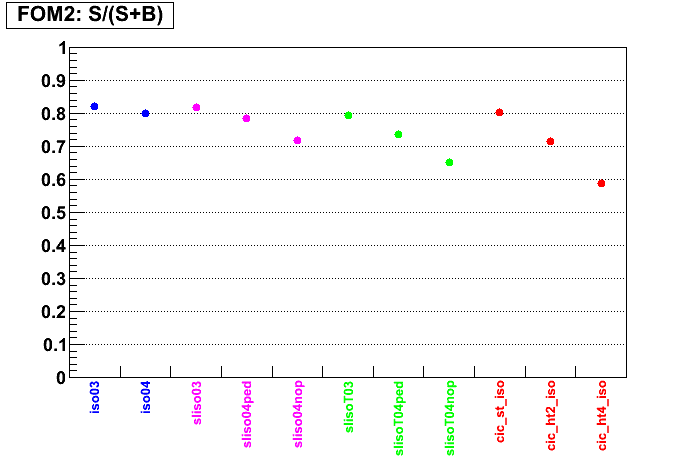 FOM2: S/(S+B)
1
0.9
0.8
0.7
0.6
0.5
0.4
0.3
0.2
0.1
0
iso03
iso04
sliso03
sliso04ped
sliso04nop
slisoT03
slisoT04ped
slisoT04nop
cic_st_iso
cic_ht2_iso
cic_ht4_iso